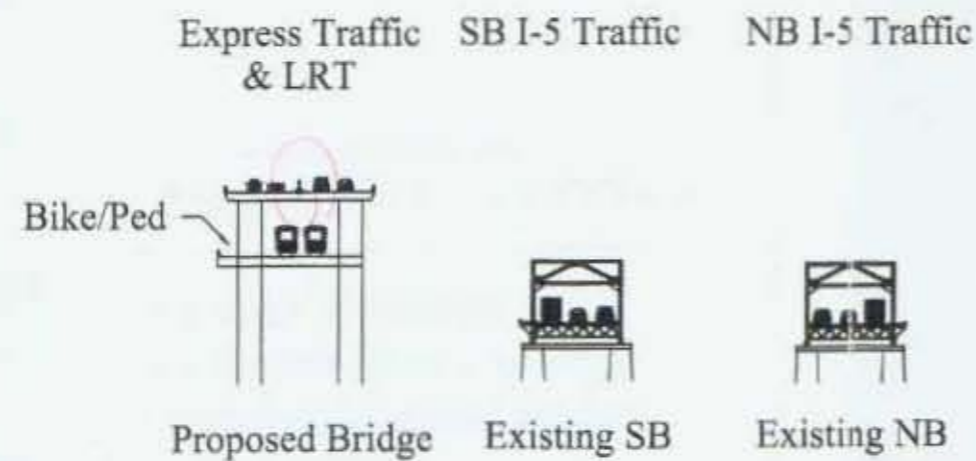 Express Traffic
& LRT
SB I-5 Traffic
NB I-5 Traffic
Bike/Ped
Proposed Bridge
Existing SB
Existing NB